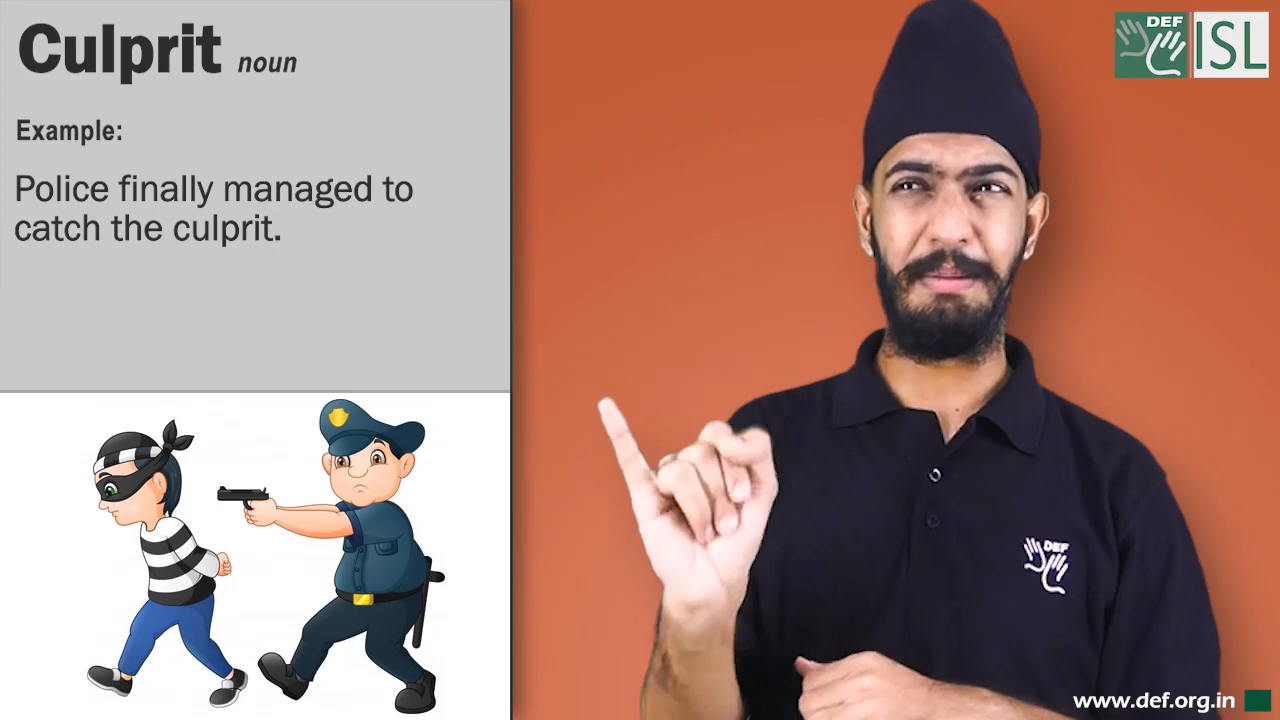 Culprit noun
Example:
Police finally managed to
catch the culprit.
DEF
ISL
DEF
www.def.org.in